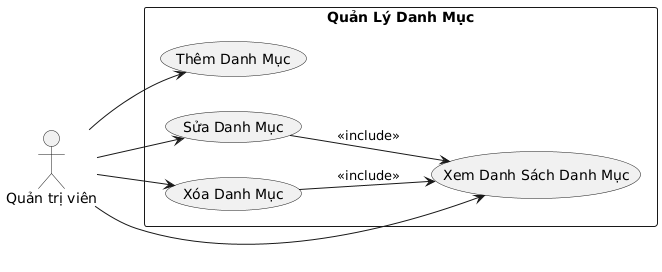 Quản Lý Danh Mục
Thêm Danh Mục
Sửa Danh Mục
«include»
Xem Danh Sách Danh Mục
Xóa Danh Mục
«include»
Quản trị viên